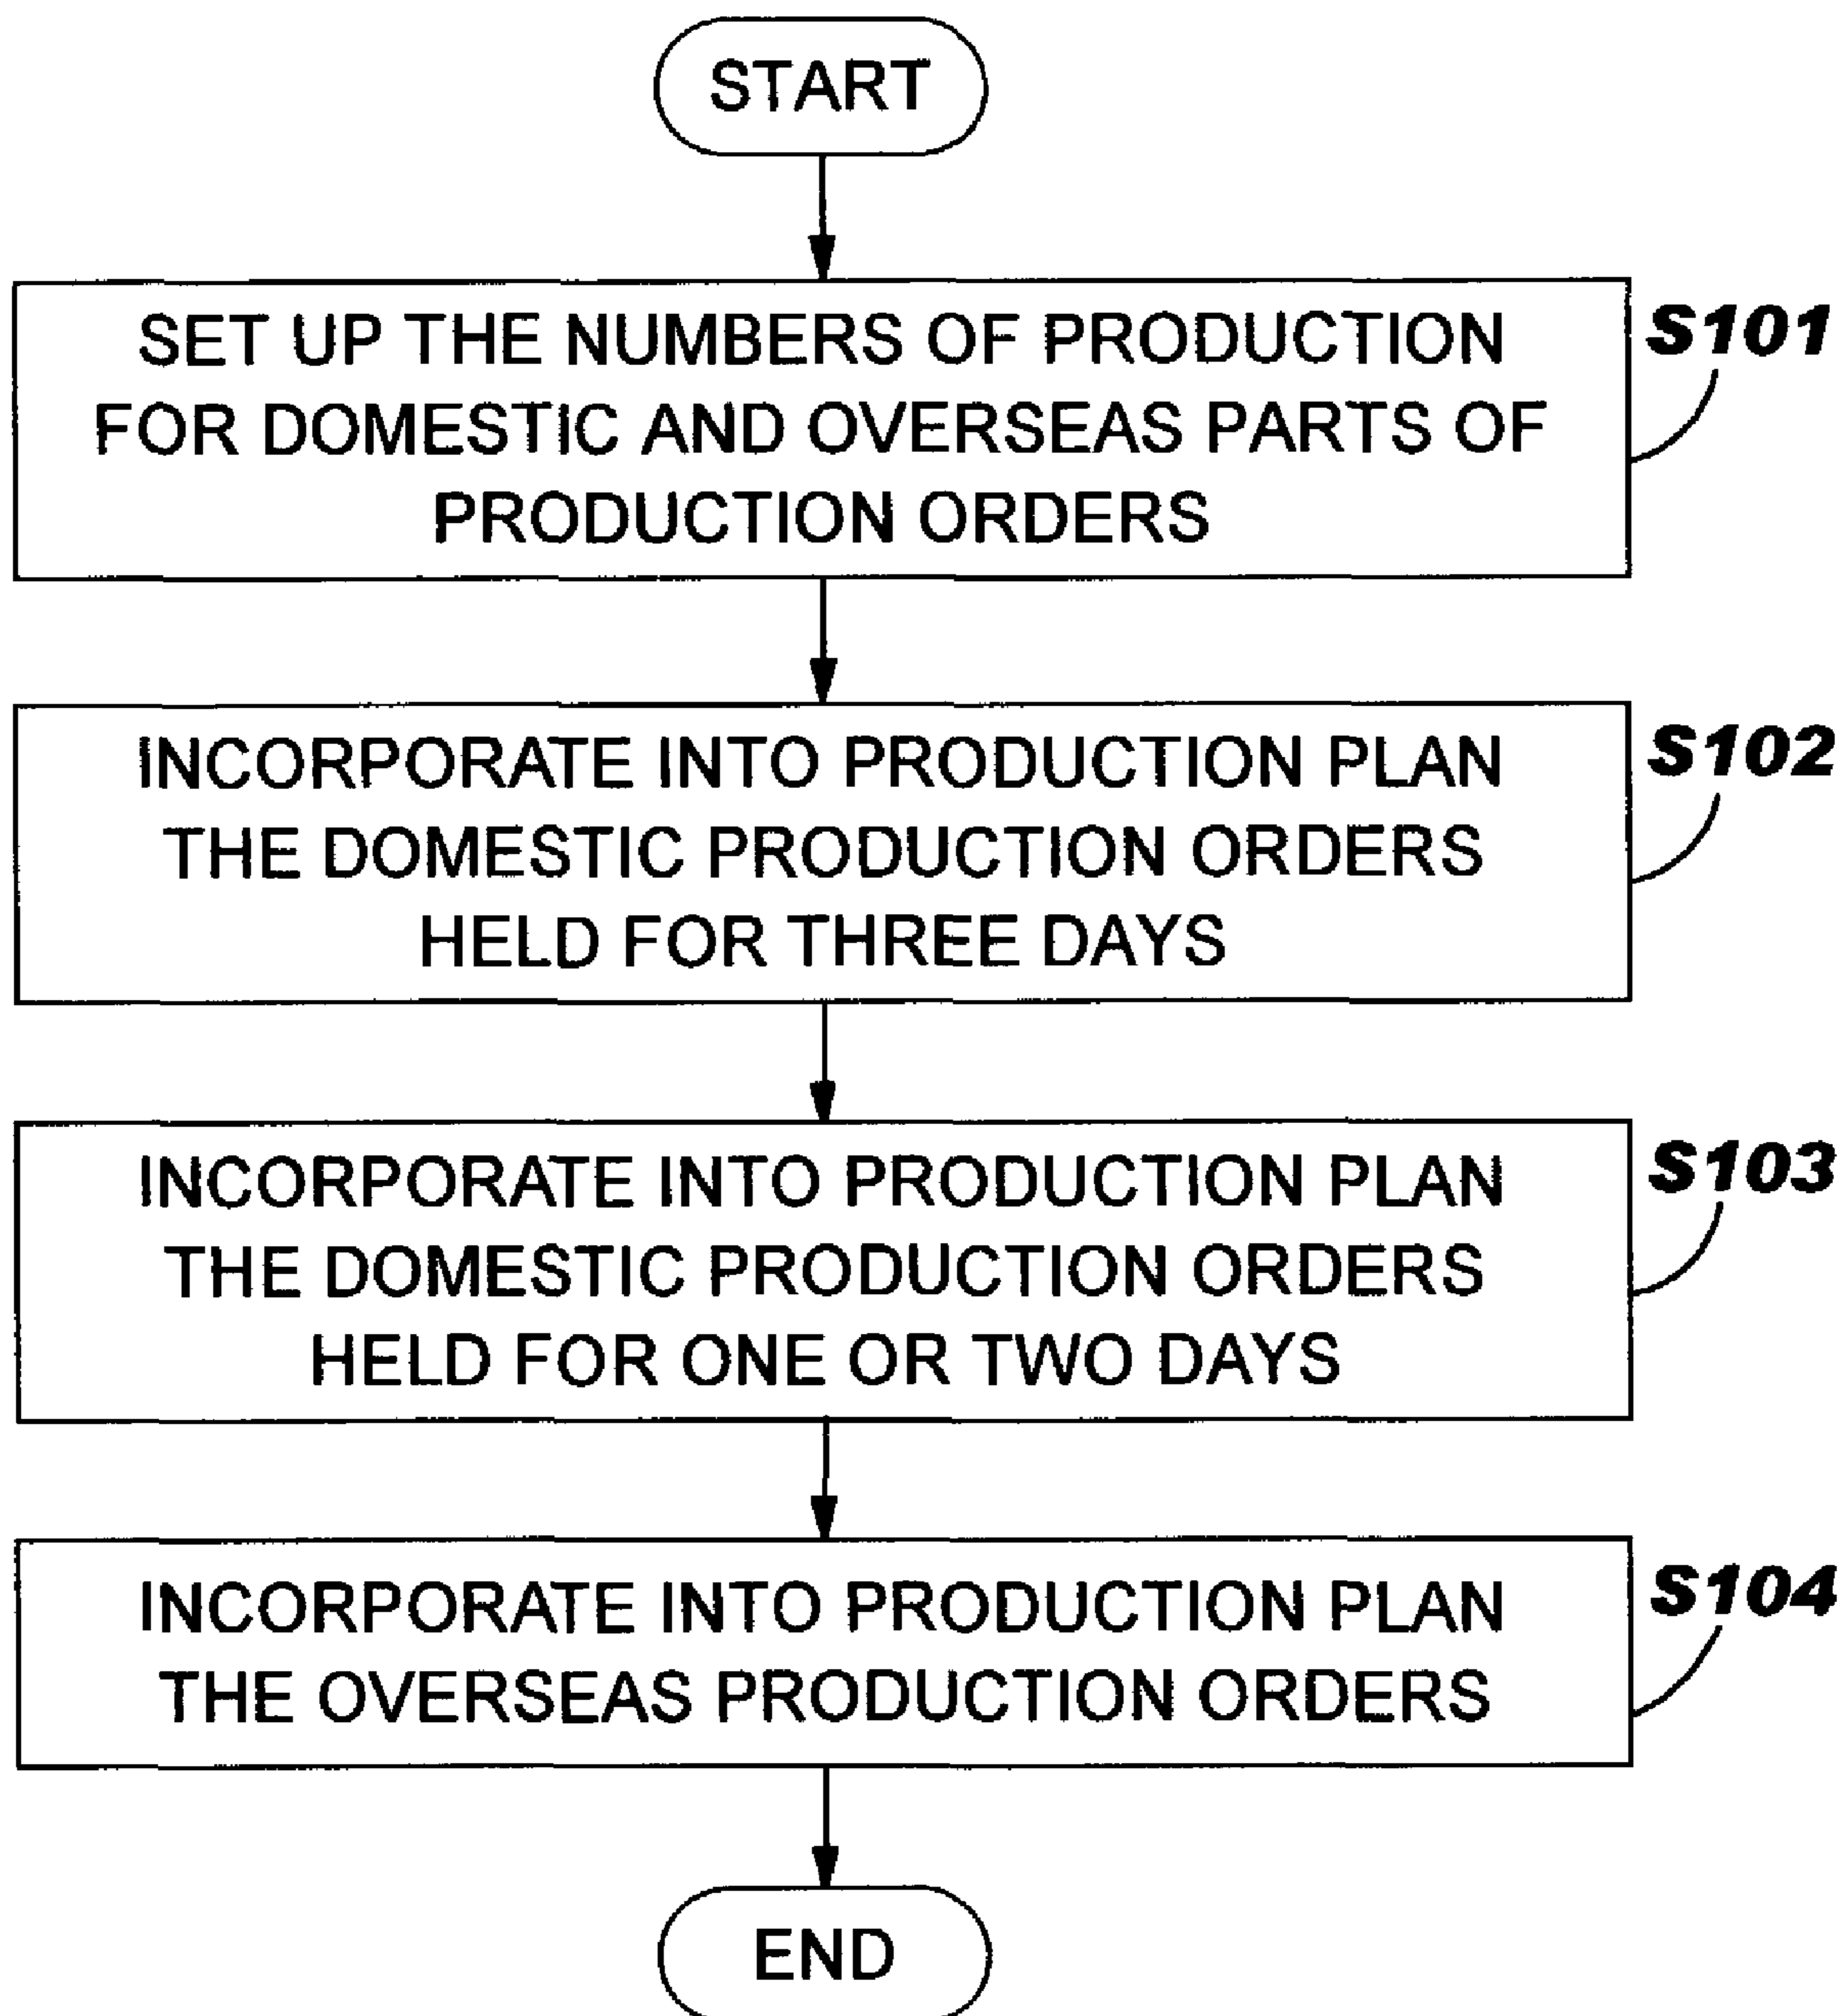 START
SET UP THE NUMBERS OF PRODUCTION
FOR DOMESTIC AND OVERSEAS PARTS OF
PRODUCTION ORDERS
S101
INCORPORATE INTO PRODUCTION PLAN
THE DOMESTIC PRODUCTION ORDERS
HELD FOR THREE DAYS
S102
INCORPORATE INTO PRODUCTION PLAN
THE DOMESTIC PRODUCTION ORDERS
HELD FOR ONE OR TWO DAYS
S103
INCORPORATE INTO PRODUCTION PLAN
THE OVERSEAS PRODUCTION ORDERS
S104
END